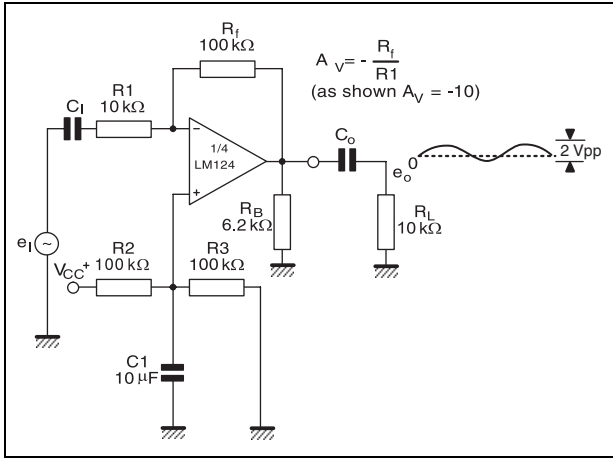 Rf
100 kΩ
AV = - Rf
R1
(as shown AV = -10)
CI
R1
10 kΩ
1/4
LM124
-
+
Co
eo
0
2 VPP
RB
6.2 kΩ
RL
10 kΩ
eI
~
VCC+
R2
100 kΩ
R3
100 kΩ
C1
10 μF